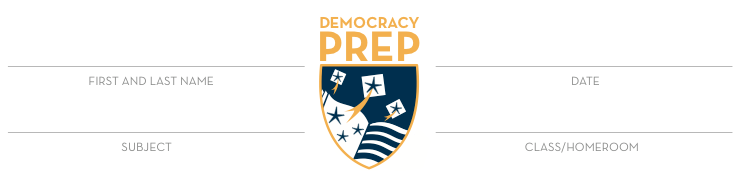 DEMOCRACY
PREP
FIRST AND LAST NAME
DATE
SUBJECT
CLASS/HOMEROOM